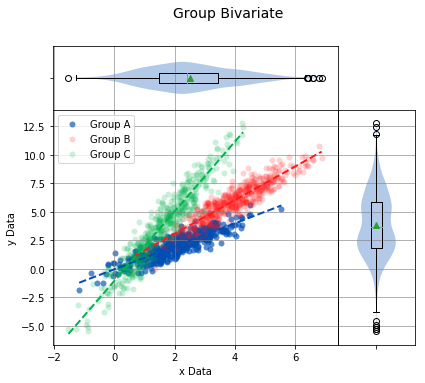 Group Bivariate
Group A
Group B
Group C
12.5
10.0
7.5
5.0
2.5
0.0
−2.5
−5.0
y Data
−2 0 2 4 6
x Data